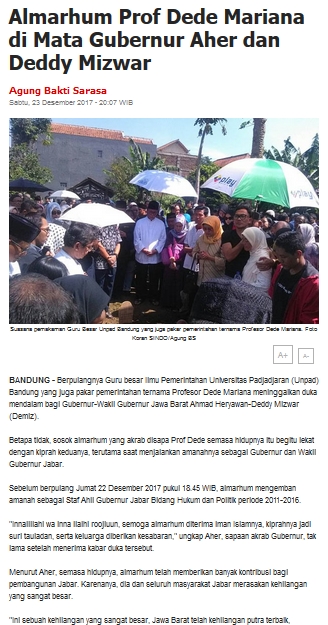 Almarhum Prof Dede Mariana
di Mata Gubernur Aher dan
Deddy Mizwar
Agung Bakti Sarasa
Sabtu, 23 Desember 2017 - 20:07 WIB
play
Suasana pemakaman Guru Besar Unpad Bandung yang juga pakar pemerintahan ternama Profesor Dede Mariana. Foto
Koran SINDO/Agung BS
A+
A-
BANDUNG - Berpulangnya Guru besar Ilmu Pemerintahan Universitas Padjadjaran (Unpad)
Bandung yang juga pakar pemerintahan ternama Profesor Dede Mariana meninggalkan duka
mendalam bagi Gubernur-Wakil Gubernur Jawa Barat Ahmad Heryawan-Deddy Mizwar
(Demiz).
Betapa tidak, sosok almarhum yang akrab disapa Prof Dede semasa hidupnya itu begitu lekat
dengan kiprah keduanya, terutama saat menjalankan amanahnya sebagai Gubernur dan Wakil
Gubernur Jabar.
Sebelum berpulang Jumat 22 Desember 2017 pukul 18.45 WIB, almarhum mengemban
amanah sebagai Staf Ahli Gubernur Jabar Bidang Hukum dan Politik periode 2011-2016.
"Innalillahi wa inna ilaihi roojiuun, semoga almarhum diterima iman islamnya, kiprahnya jadi
suri tauladan, serta keluarga diberikan kesabaran," ungkap Aher, sapaan akrab Gubernur, tak
lama setelah menerima kabar duka tersebut.
Menurut Aher, semasa hidupnya, almarhum telah memberikan banyak kontribusi bagi
pembangunan Jabar. Karenanya, dia dan seluruh masyarakat Jabar merasakan kehilangan
yang sangat besar.
"Ini sebuah kehilangan yang sangat besar, Jawa Barat telah kehilangan putra terbaik,